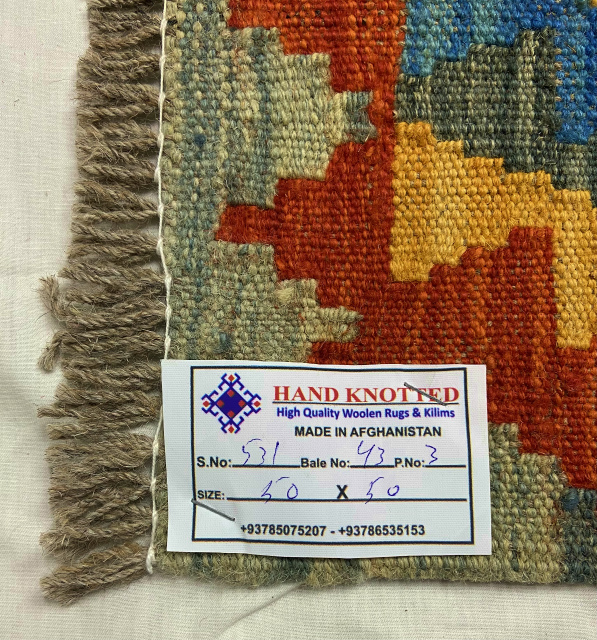 HAND KNOTTED
High Quality Woolen Rugs & Kilims
MADE IN AFGHANISTAN
S.No: 531 Bale No: 43 P.No: 3
SIZE: 50 X 50
+93785075207 - +93786535153